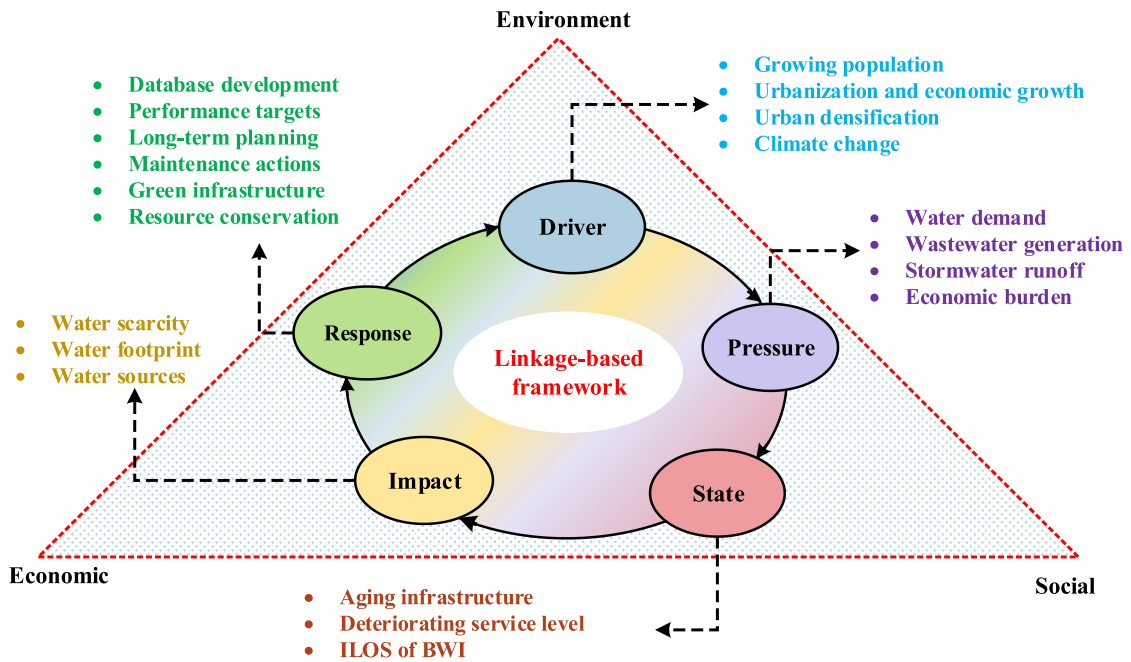 Environment
• Database development
• Performance targets
• Long-term planning
• Maintenance actions
• Green infrastructure
• Resource conservation
• Growing population
• Urbanization and economic growth
• Urban densification
• Climate change
Driver
• Water demand
• Wastewater generation
• Stormwater runoff
• Economic burden
• Water scarcity
• Water footprint
• Water sources
Response
Linkage-based
framework
Pressure
Impact
State
Economic
Social
• Aging infrastructure
• Deteriorating service level
• ILOS of BWI